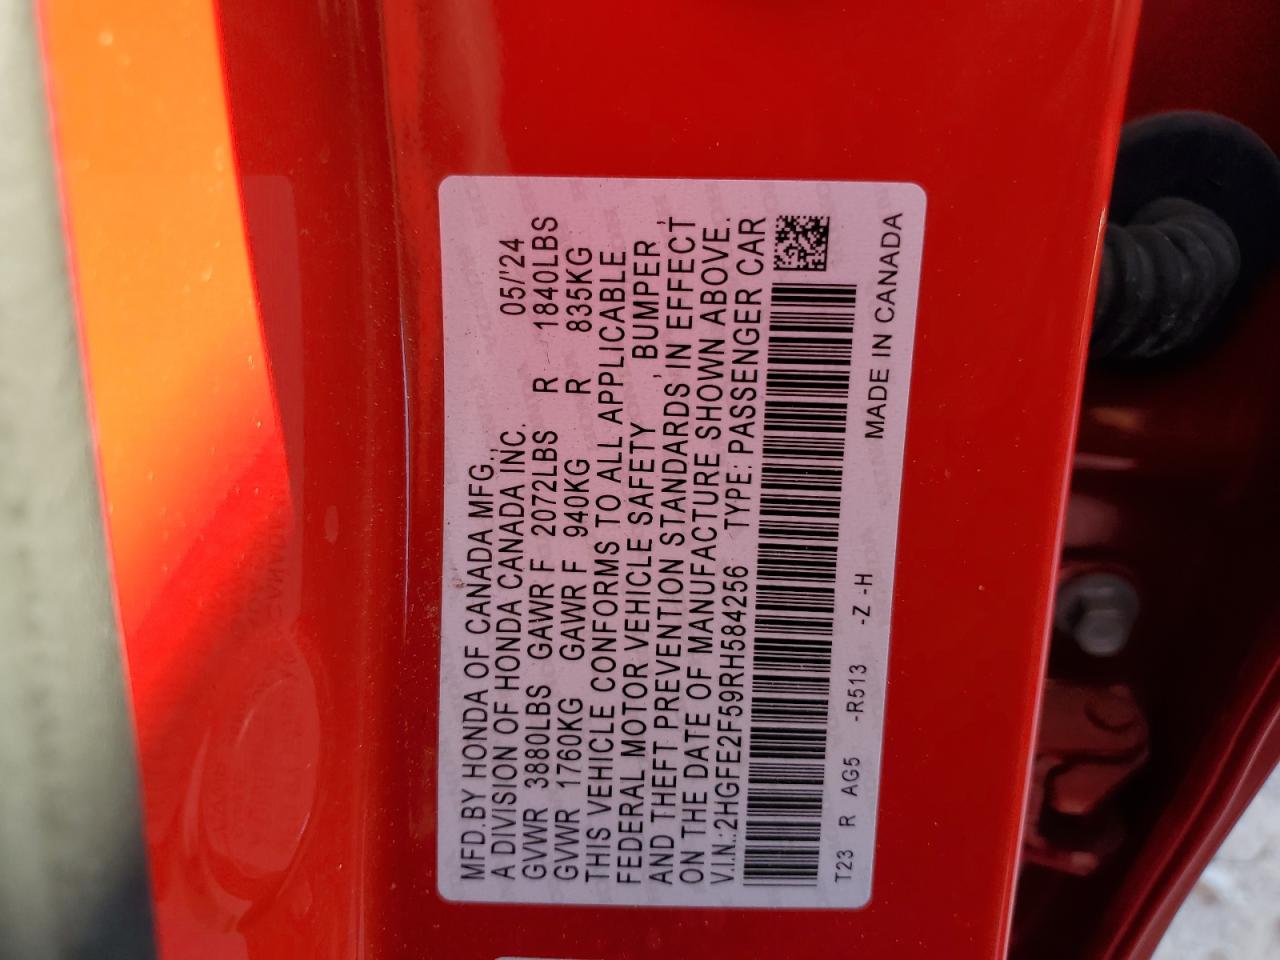 MFD.BY HONDA OF CANADA MFG.,
A DIVISION OF HONDA CANADA INC. 05/'24
GVWR 3880LBS GAWR F 2072LBS R 1840LBS
GVWR 1760KG GAWR F 940KG R 835KG
THIS VEHICLE CONFORMS TO ALL APPLICABLE
FEDERAL MOTOR VEHICLE SAFETY , BUMPER ,
AND THEFT PREVENTION STANDARDS IN EFFECT
ON THE DATE OF MANUFACTURE SHOWN ABOVE.
V.I.N.:2HGFE2F59RH584256 TYPE: PASSENGER CAR
T23 R AG5 -R513 -Z -H MADE IN CANADA